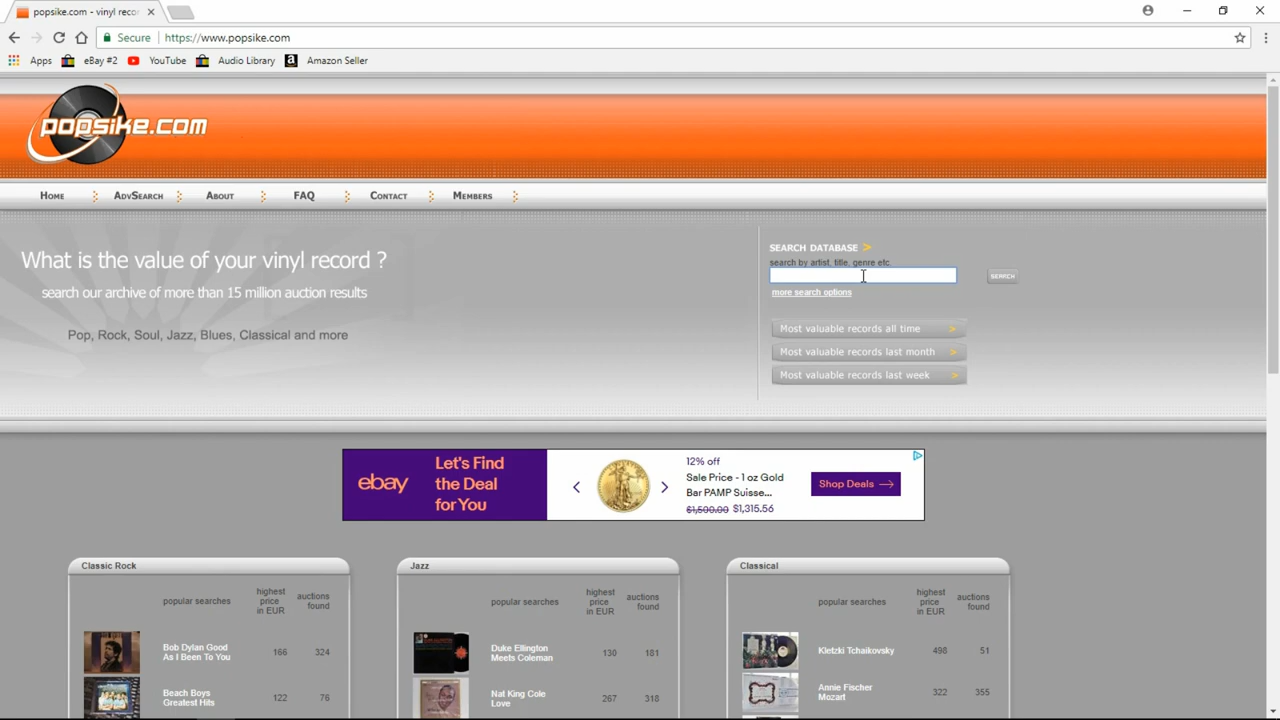 popsike.com - vinyl recor
Secure https://www.popsike.com
Apps eBay #2 YouTube Audio Library Amazon Seller
popsike.com
HOME ADVSEARCH ABOUT FAQ CONTACT MEMBERS
What is the value of your vinyl record ?
search our archive of more than 15 million auction results
Pop, Rock, Soul, Jazz, Blues, Classical and more
SEARCH DATABASE >
search by artist, title, genre etc.
SEARCH
more search options
Most valuable records all time >
Most valuable records last month >
Most valuable records last week >
ebay
Let's Find
the Deal
for You
12% off
Sale Price - 1 oz Gold
Bar PAMP Suisse...
$1,500.00 $1,315.56
Shop Deals →
Classic Rock
popular searches
highest
price
in EUR
auctions
found
Bob Dylan Good
As I Been To You
166 324
Beach Boys
Greatest Hits
122 76
Jazz
popular searches
highest
price
in EUR
auctions
found
Duke Ellington
Meets Coleman
130 181
Nat King Cole
Love
267 318
Classical
popular searches
highest
price
in EUR
auctions
found
Kletzki Tchaikovsky 498 51
Annie Fischer
Mozart
322 355